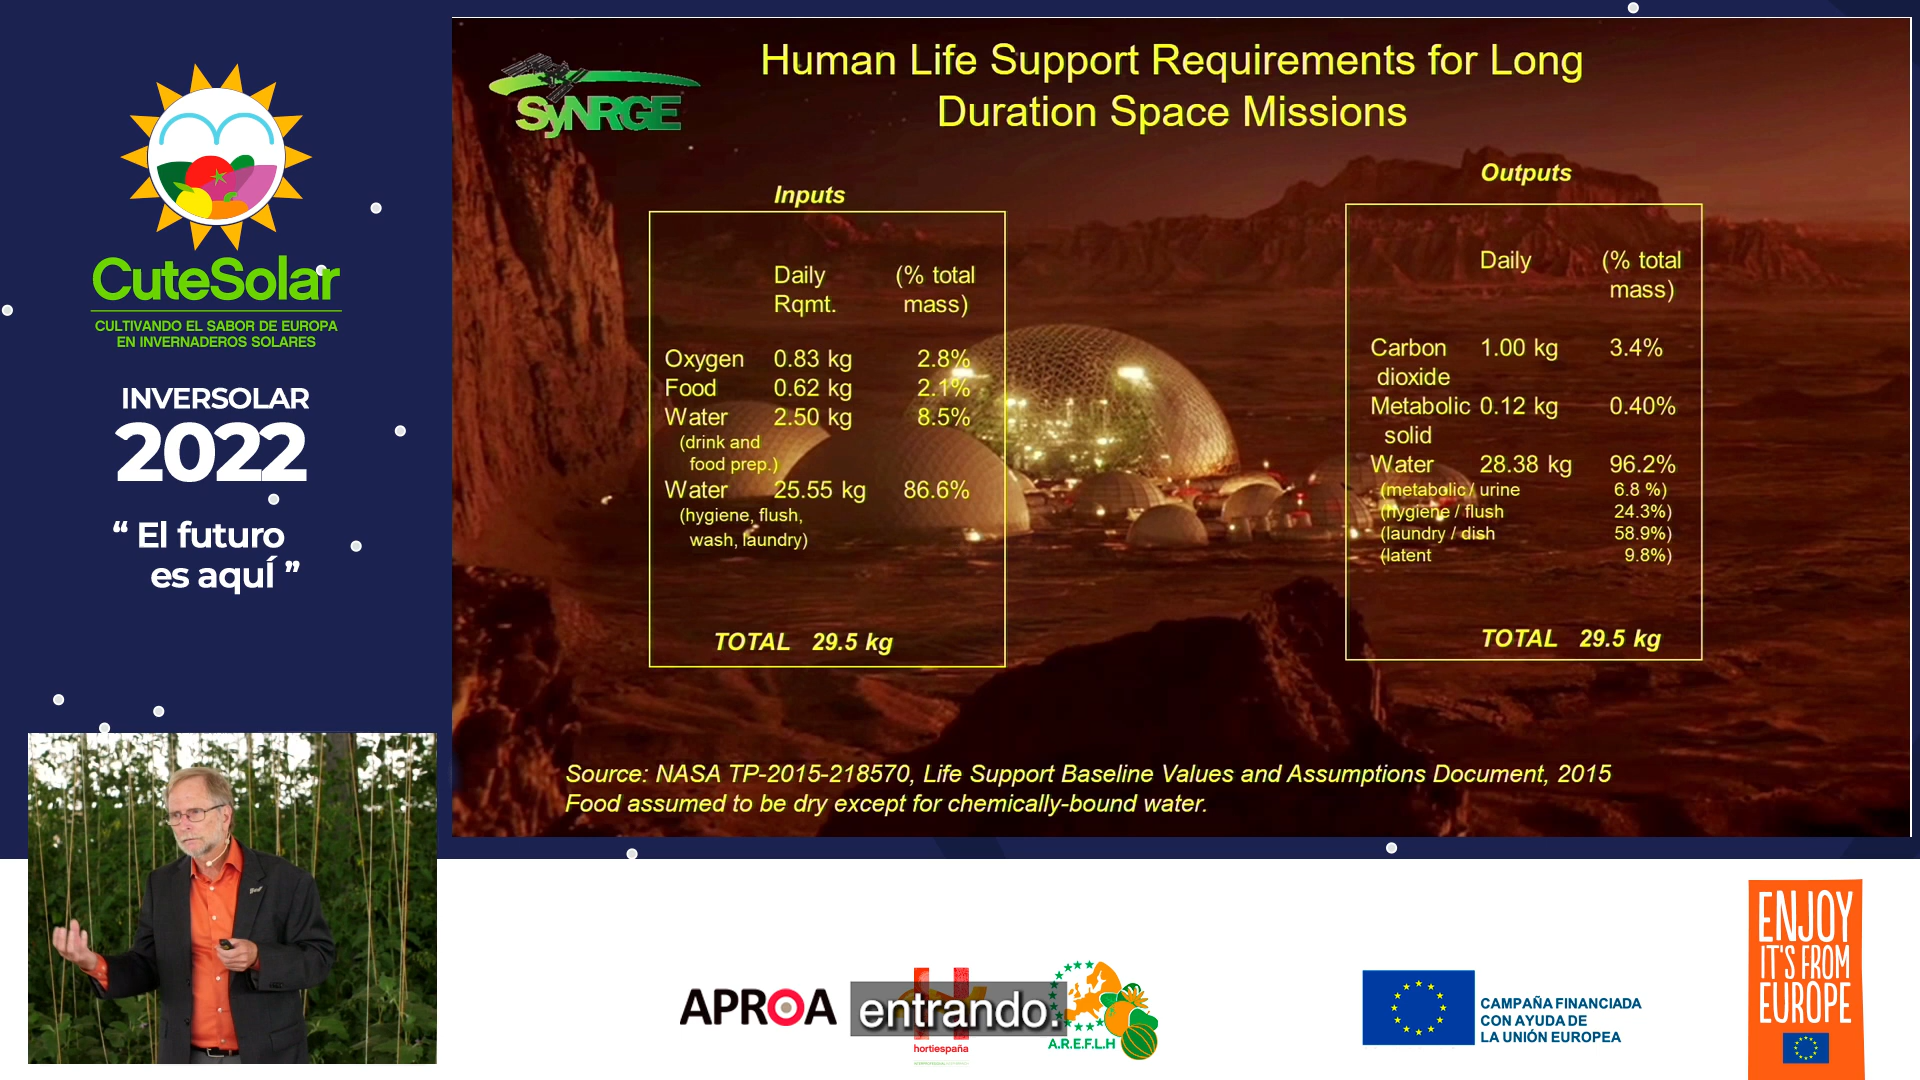 CuteSolar
CULTIVANDO EL SABOR DE EUROPA
EN INVERNADEROS SOLARES
INVERSOLAR
2022
“ El futuro
es aquÍ ”
SyNRGE
Human Life Support Requirements for Long
Duration Space Missions
Inputs
Daily (% total
Rqmt. mass)
Oxygen 0.83 kg 2.8%
Food 0.62 kg 2.1%
Water 2.50 kg 8.5%
(drink and
food prep.)
Water 25.55 kg 86.6%
(hygiene, flush,
wash, laundry)
TOTAL 29.5 kg
Outputs
Daily (% total
mass)
Carbon 1.00 kg 3.4%
dioxide
Metabolic 0.12 kg 0.40%
solid
Water 28.38 kg 96.2%
(metabolic / urine 6.8 %)
(hygiene / flush 24.3%)
(laundry / dish 58.9%)
(latent 9.8%)
TOTAL 29.5 kg
Source: NASA TP-2015-218570, Life Support Baseline Values and Assumptions Document, 2015
Food assumed to be dry except for chemically-bound water.
APROA
hortiespaña
entrando.
A.R.E.F.L.H
CAMPAÑA FINANCIADA
CON AYUDA DE
LA UNIÓN EUROPEA
ENJOY
IT'S FROM
EUROPE